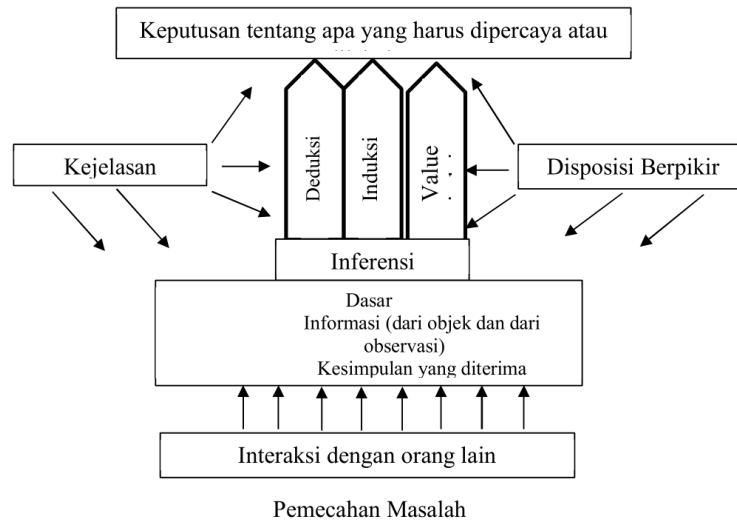 Keputusan tentang apa yang harus dipercaya atau
Kejelasan
Deduksi
Induksi
Value
Disposisi Berpikir
Inferensi
Dasar
Informasi (dari objek dan dari
observasi)
Kesimpulan yang diterima
Interaksi dengan orang lain
Pemecahan Masalah